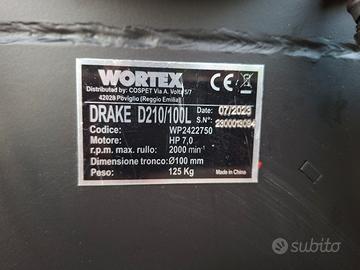 WORTEX
Distributed by: COSPET Via A. Volta 5/7
42028 Poviglio (Reggio Emilia)
CE
DRAKE D210/100L
Date: 07/2023
S.N°: 2300013084
Codice: WP2422750
Motore: HP 7,0
r.p.m. max. rullo: 2000 min-¹
Dimensione tronco: Ø100 mm
Peso: 125 Kg
Made in China
subito